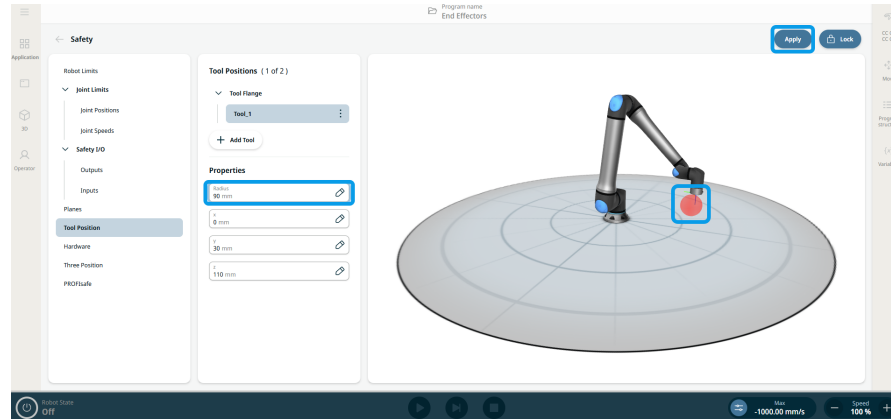 Program name
End Effectors
Safety
Apply
Lock
Application
3D
Operator
Robot Limits
Joint Limits
Joint Positions
Joint Speeds
Safety I/O
Outputs
Inputs
Planes
Tool Position
Hardware
Three Position
PROFIsafe
Tool Positions ( 1 of 2 )
Tool Flange
Tool_1
Add Tool
Properties
Radius
90 mm
x
0 mm
Y
30 mm
z
110 mm
Robot State
Off
Max
-1000.00 mm/s
Speed
100 %